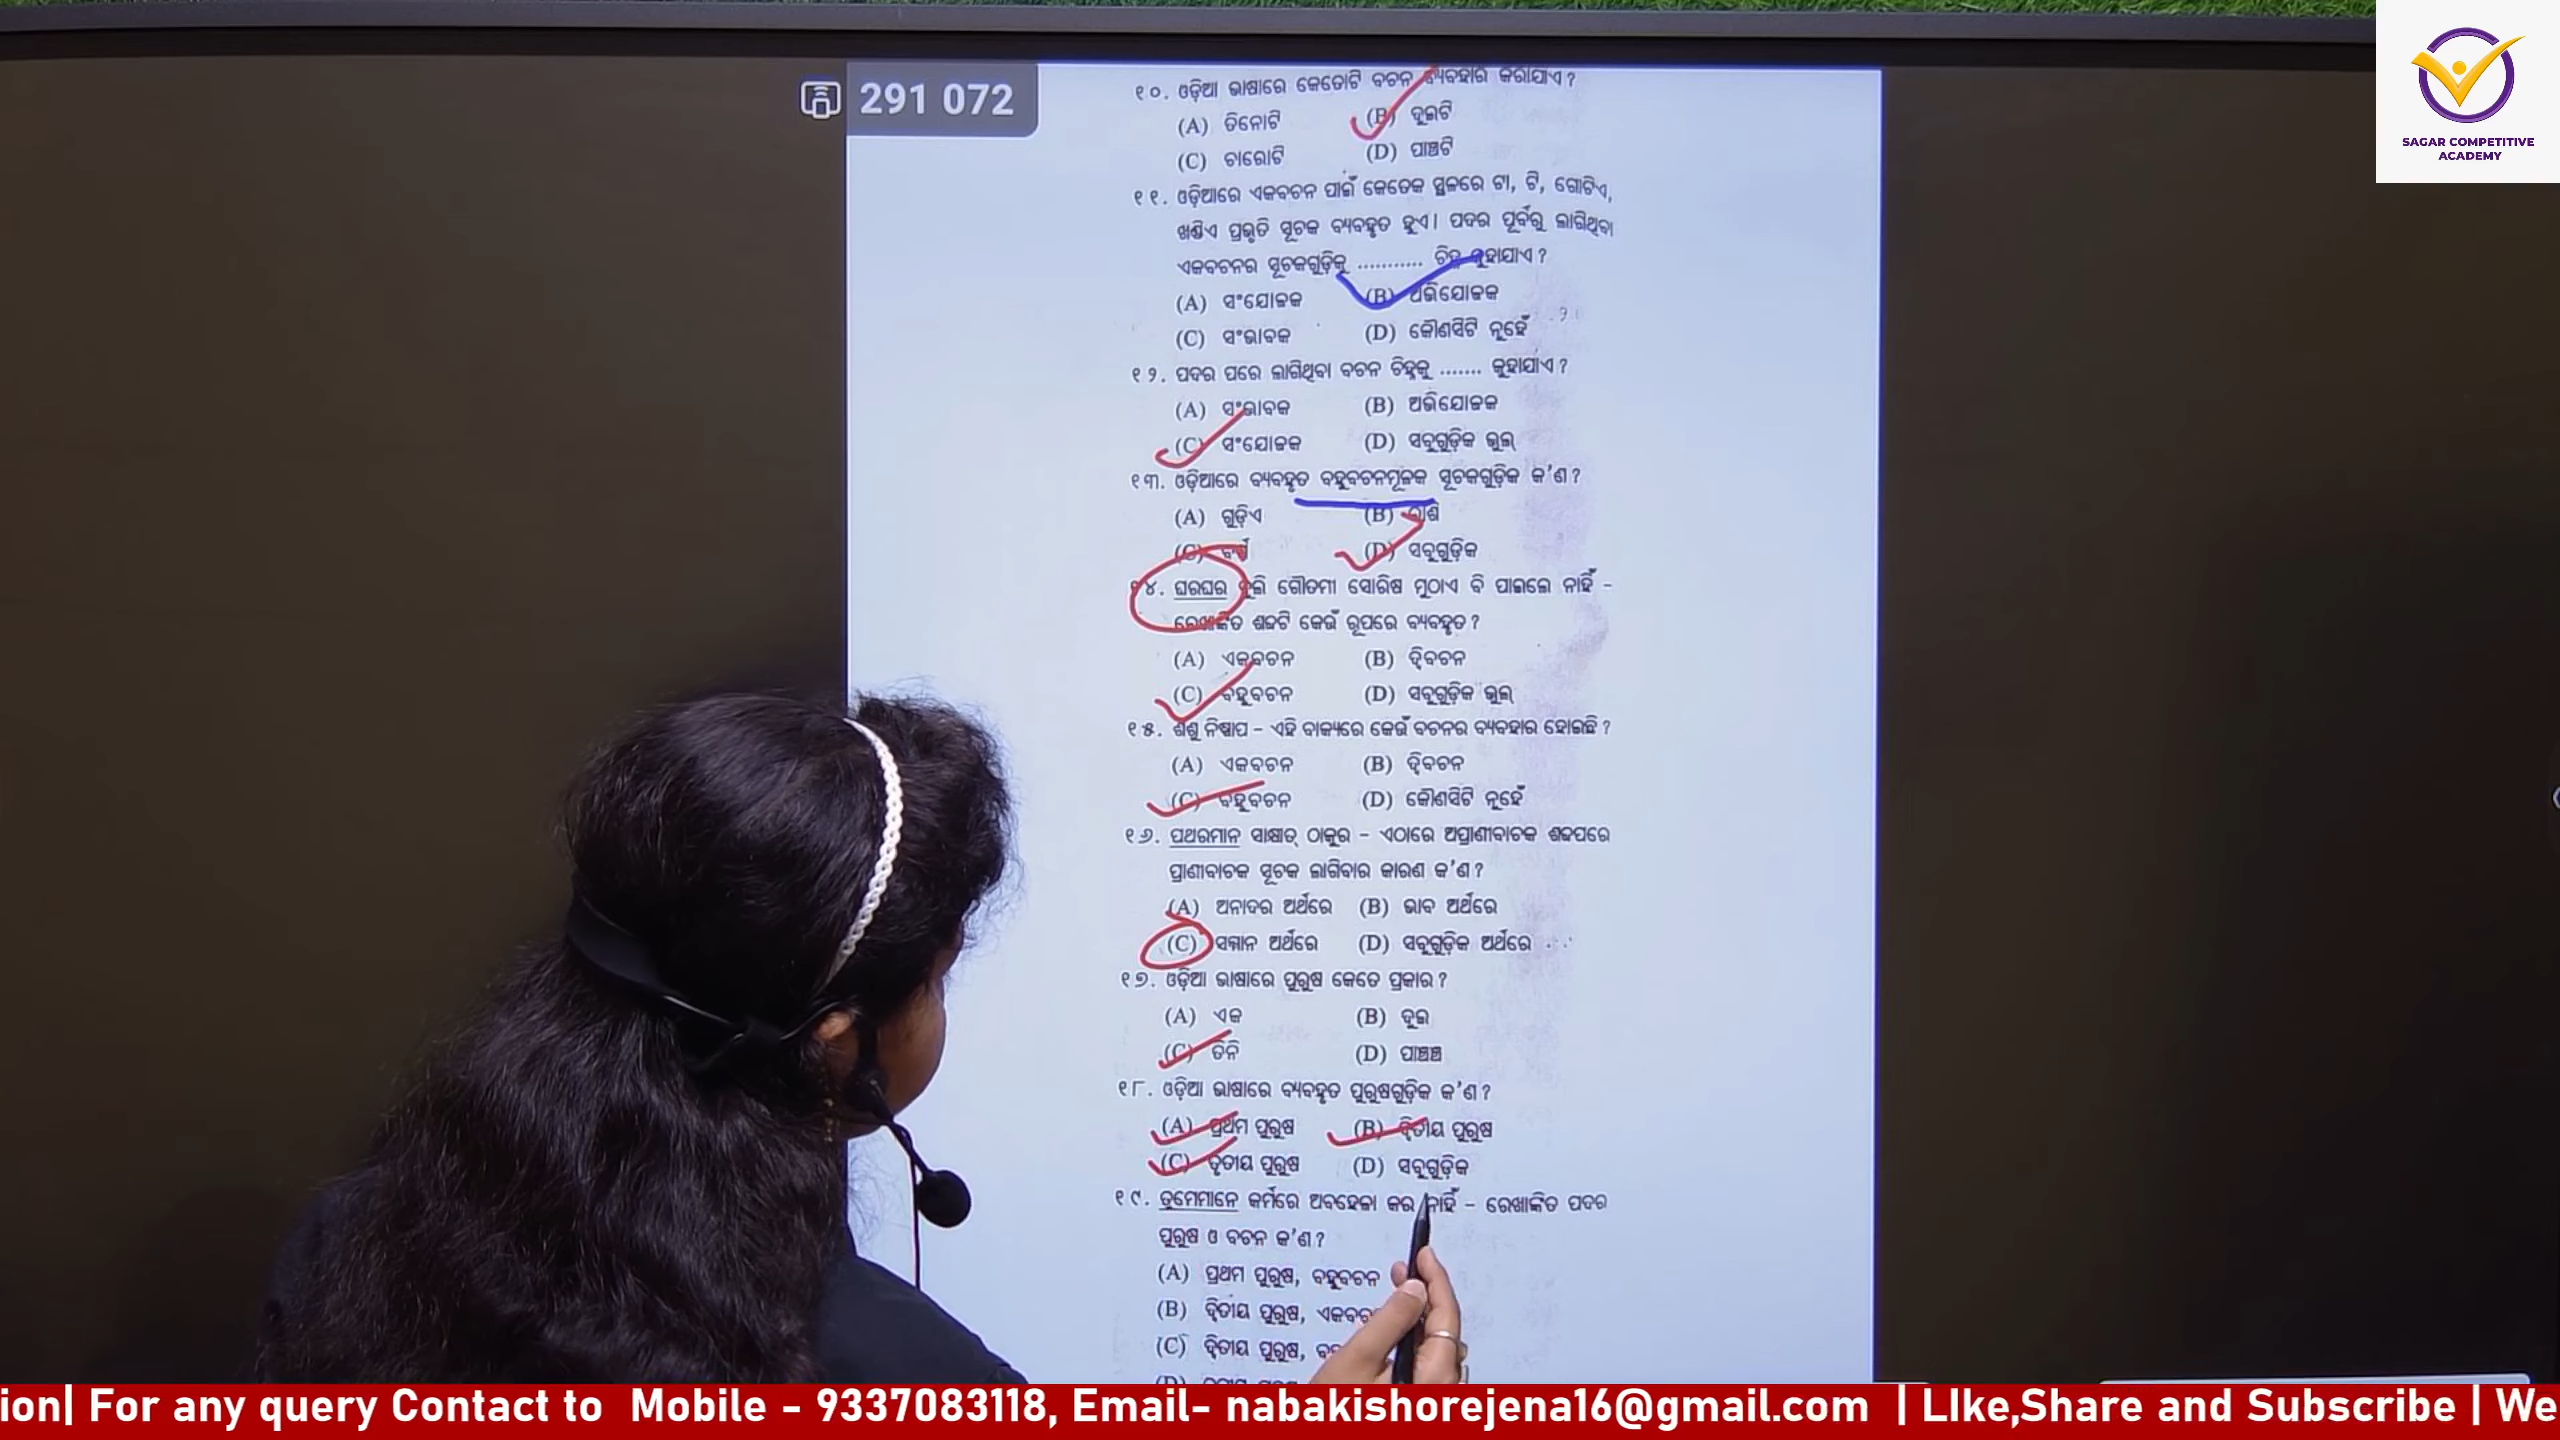 291 072
SAGAR COMPETITIVE
ACADEMY
୧୦. ଓଡ଼ିଆ ଭାଷାରେ କେତୋଟି ବଚନ ବ୍ୟବହାର କରାଯାଏ ?
(A) ତିନୋଟି (B) ଦୁଇଟି
(C) ଚାରୋଟି (D) ପାଞ୍ଚଟି
୧୧. ଓଡ଼ିଆରେ ଏକବଚନ ପାଇଁ କେତେକ ସ୍ଥଳରେ ଟା, ଟି, ଗୋଟିଏ,
ଖଣ୍ଡିଏ ପ୍ରଭୃତି ସୂଚକ ବ୍ୟବହୃତ ହୁଏ। ପଦର ପୂର୍ବରୁ ଲାଗିଥିବା
ଏକବଚନର ସୂଚକଗୁଡ଼ିକୁ ........... ଚିହ୍ନ କୁହାଯାଏ ?
(A) ସଂଯୋଜକ (B) ଅଭିଯୋଜକ
(C) ସଂଭାବକ (D) କୌଣସିଟି ନୁହେଁ
୧୨. ପଦର ପରେ ଲାଗିଥିବା ବଚନ ଚିହ୍ନକୁ ....... କୁହାଯାଏ ?
(A) ସଂଭାବକ (B) ଅଭିଯୋଜକ
(C) ସଂଯୋଜକ (D) ସବୁଗୁଡ଼ିକ ଭୁଲ୍
୧୩. ଓଡ଼ିଆରେ ବ୍ୟବହୃତ ବହୁବଚନମୂଳକ ସୂଚକଗୁଡ଼ିକ କ'ଣ ?
(A) ଗୁଡ଼ିଏ (B) ରାଶି
(C) (D) ସବୁଗୁଡ଼ିକ
୧୪. ଘରଘର ବୁଲି ଗୌତମୀ ସୋରିଷ ମୁଠାଏ ବି ପାଇଲେ ନାହିଁ -
ରେଖାଙ୍କିତ ଶବ୍ଦଟି କେଉଁ ରୂପରେ ବ୍ୟବହୃତ ?
(A) ଏକବଚନ (B) ଦ୍ଵିବଚନ
(C) ବହୁବଚନ (D) ସବୁଗୁଡ଼ିକ ଭୁଲ୍
୧୫. ଶିଶୁ ନିଷ୍ପାପ - ଏହି ବାକ୍ୟରେ କେଉଁ ବଚନର ବ୍ୟବହାର ହୋଇଛି ?
(A) ଏକବଚନ (B) ଦ୍ଵିବଚନ
(C) ବହୁବଚନ (D) କୌଣସିଟି ନୁହେଁ
୧୬. ପଥରମାନ ସାକ୍ଷାତ୍ ଠାକୁର - ଏଠାରେ ଅପ୍ରାଣୀବାଚକ ଶବ୍ଦପରେ
ପ୍ରାଣୀବାଚକ ସୂଚକ ଲାଗିବାର କାରଣ କ'ଣ ?
(A) ଅନାଦର ଅର୍ଥରେ (B) ଭାବ ଅର୍ଥରେ
(C) ସମ୍ମାନ ଅର୍ଥରେ (D) ସବୁଗୁଡ଼ିକ ଅର୍ଥରେ
୧୭. ଓଡ଼ିଆ ଭାଷାରେ ପୁରୁଷ କେତେ ପ୍ରକାର ?
(A) ଏକ (B) ଦୁଇ
(C) ତିନି (D)
୧୮. ଓଡ଼ିଆ ଭାଷାରେ ବ୍ୟବହୃତ ପୁରୁଷଗୁଡ଼ିକ କ'ଣ ?
(A) ପ୍ରଥମ ପୁରୁଷ (B) ଦ୍ଵିତୀୟ ପୁରୁଷ
(C) ତୃତୀୟ ପୁରୁଷ (D) ସବୁଗୁଡ଼ିକ
୧୯. ତୁମେମାନେ କର୍ମରେ ଅବହେଳା କର ନାହିଁ - ରେଖାଙ୍କିତ ପଦର
ପୁରୁଷ ଓ ବଚନ କ'ଣ ?
(A) ପ୍ରଥମ ପୁରୁଷ, ବହୁବଚନ
(B) ଦ୍ଵିତୀୟ ପୁରୁଷ,
(C) ଦ୍ଵିତୀୟ ପୁରୁଷ,
ion| For any query Contact to Mobile - 9337083118, Email- nabakishorejena16@gmail.com | LIke,Share and Subscribe | We